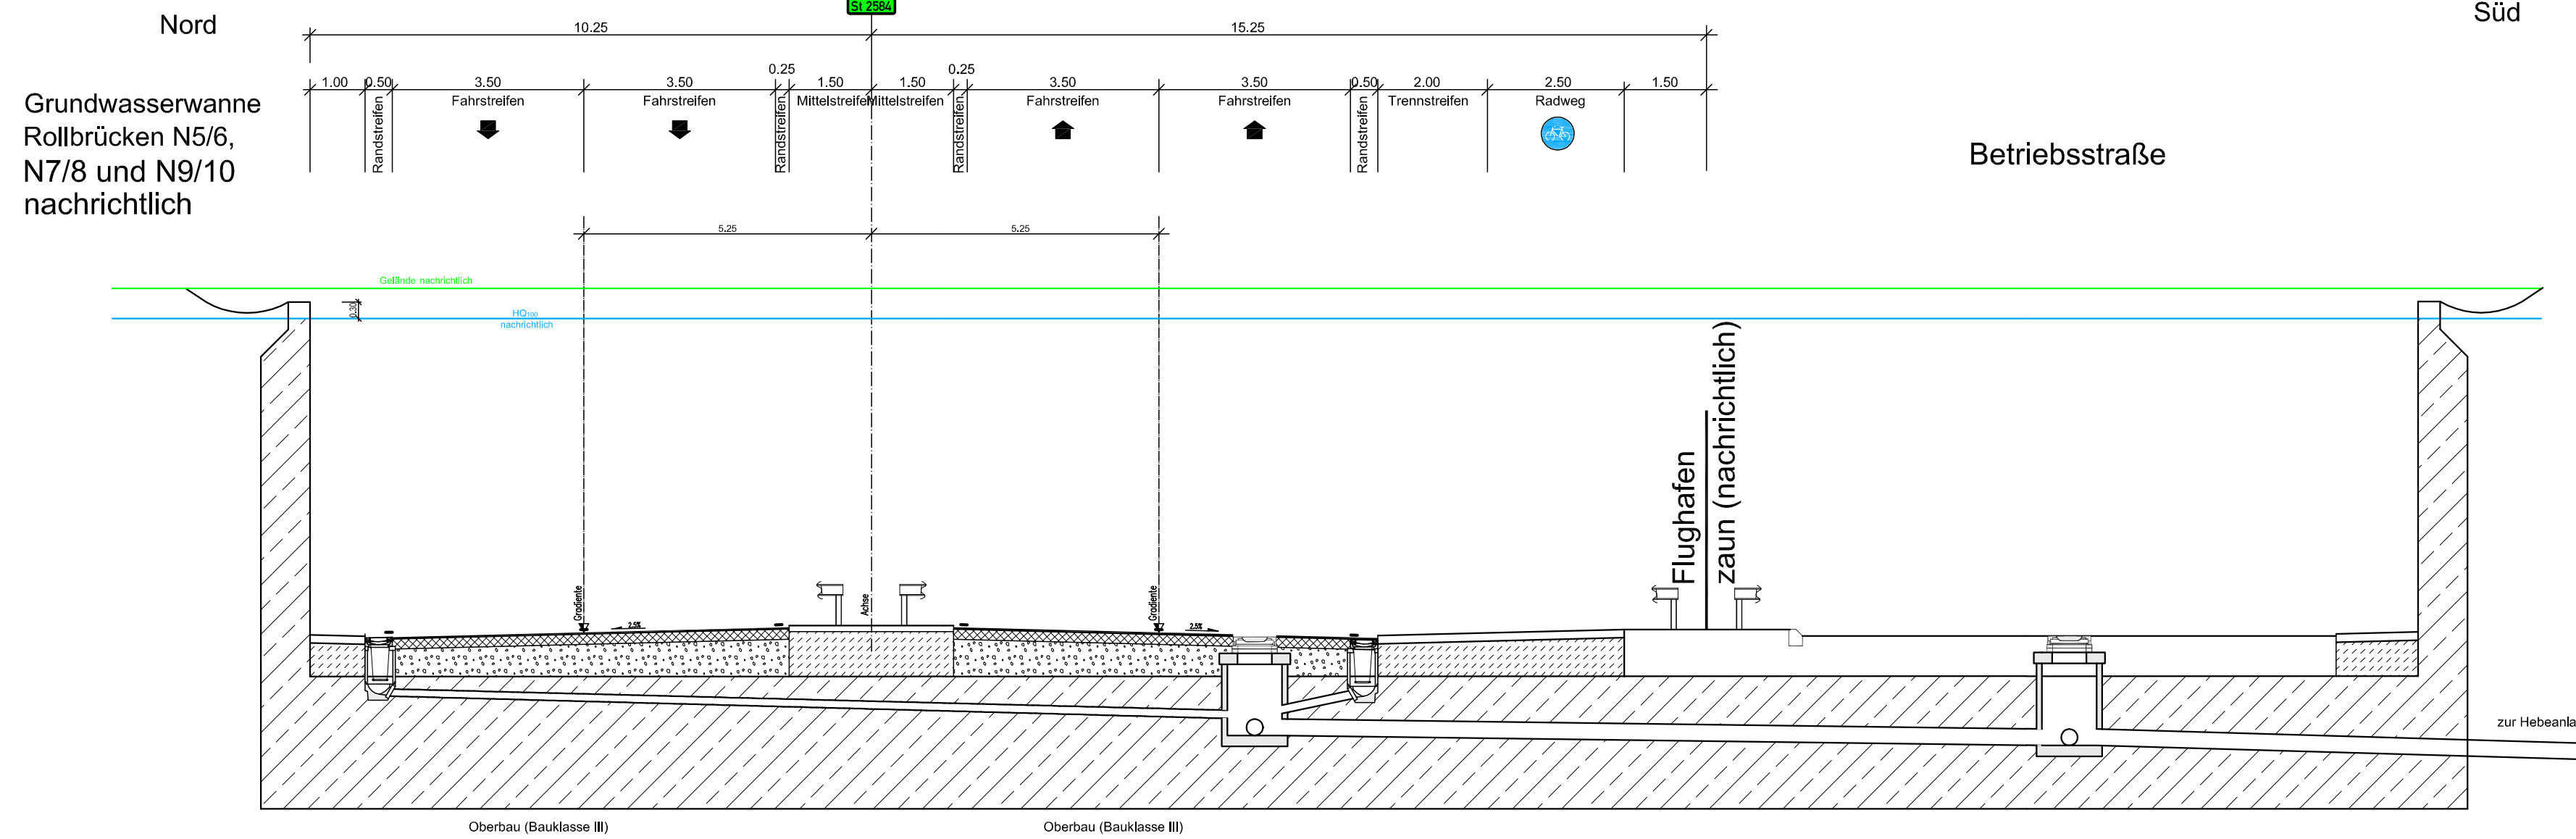 St 2584
Nord
Süd
10.25
15.25
0.25
0.25
1.00
0.50
3.50
3.50
1.50
1.50
3.50
3.50
0.50
2.00
2.50
1.50
Fahrstreifen
Fahrstreifen
Mittelstreifen
Mittelstreifen
Fahrstreifen
Fahrstreifen
Trennstreifen
Radweg
Randstreifen
Randstreifen
Randstreifen
Randstreifen
Grundwasserwanne
Rollbrücken N5/6,
N7/8 und N9/10
nachrichtlich
Betriebsstraße
5.25
5.25
Gelände nachrichtlich
0.30
HQ100
nachrichtlich
Flughafen
zaun (nachrichtlich)
Gradiente
Achse
Gradiente
2.5%
2.5%
zur Hebeanla
Oberbau (Bauklasse III)
Oberbau (Bauklasse III)